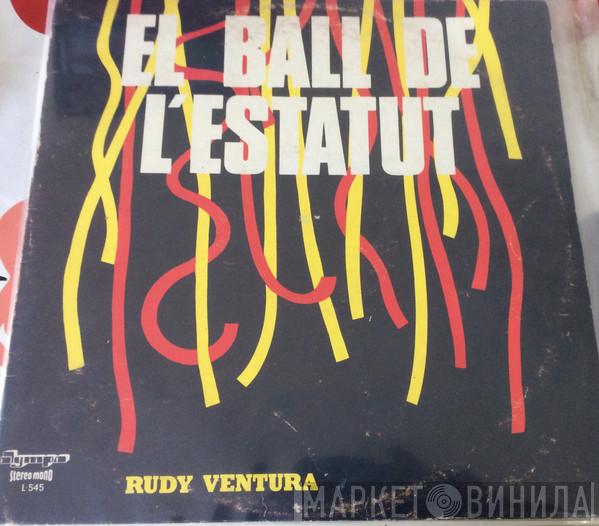 EL BALL DE
L'ESTATUT
Olympo
stereo mono
L 545
RUDY VENTURA
МАРКЕТ ВИНИЛА